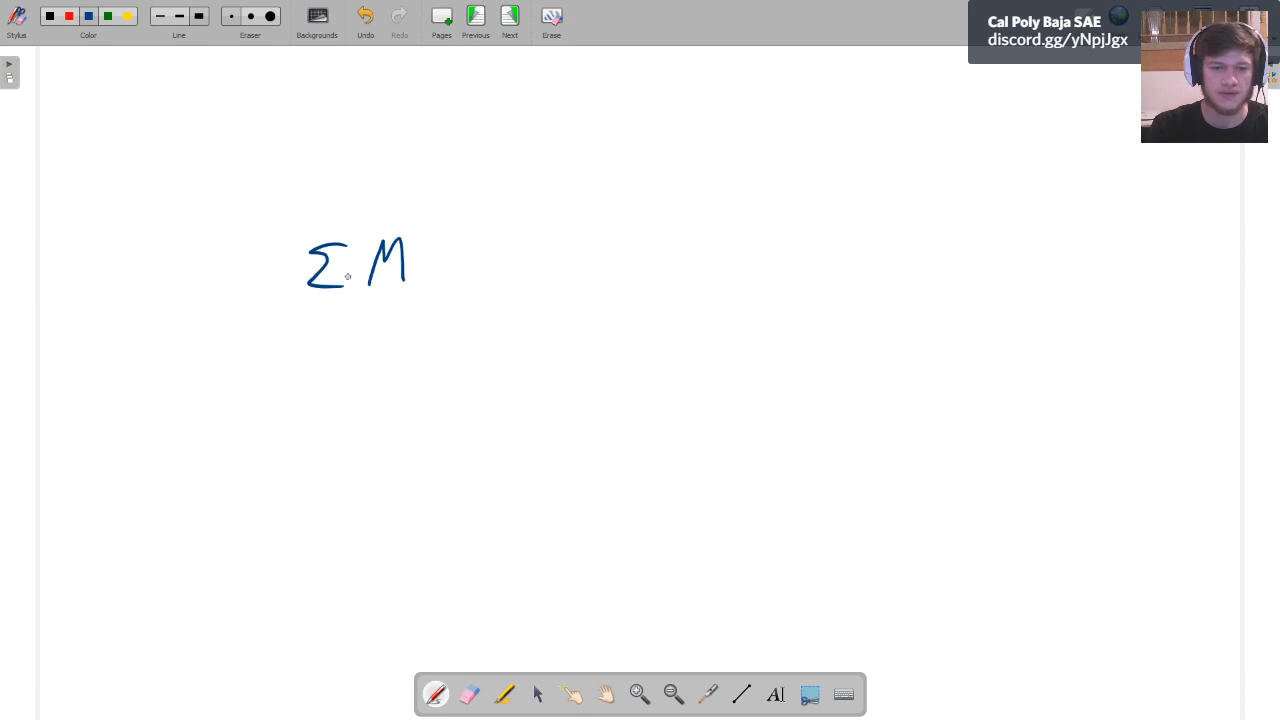 Stylus
Color
Line
Eraser
Backgrounds
Undo
Redo
Pages
Previous
Next
Erase
Cal Poly Baja SAE
discord.gg/yNpjJgx
Σ M